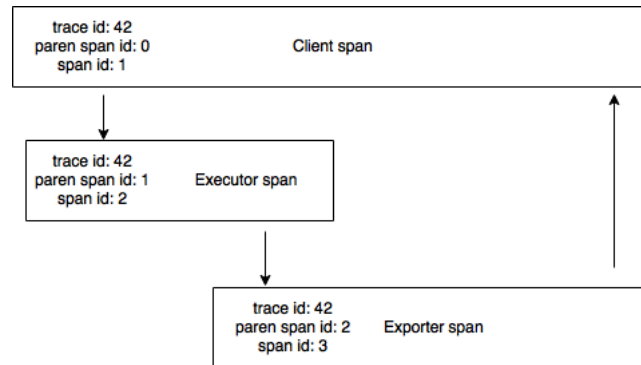 trace id: 42
paren span id: 0
Client span
span id: 1
trace id: 42
paren span id: 1
Executor span
span id: 2
trace id: 42
paren span id: 2
Exporter span
span id: 3